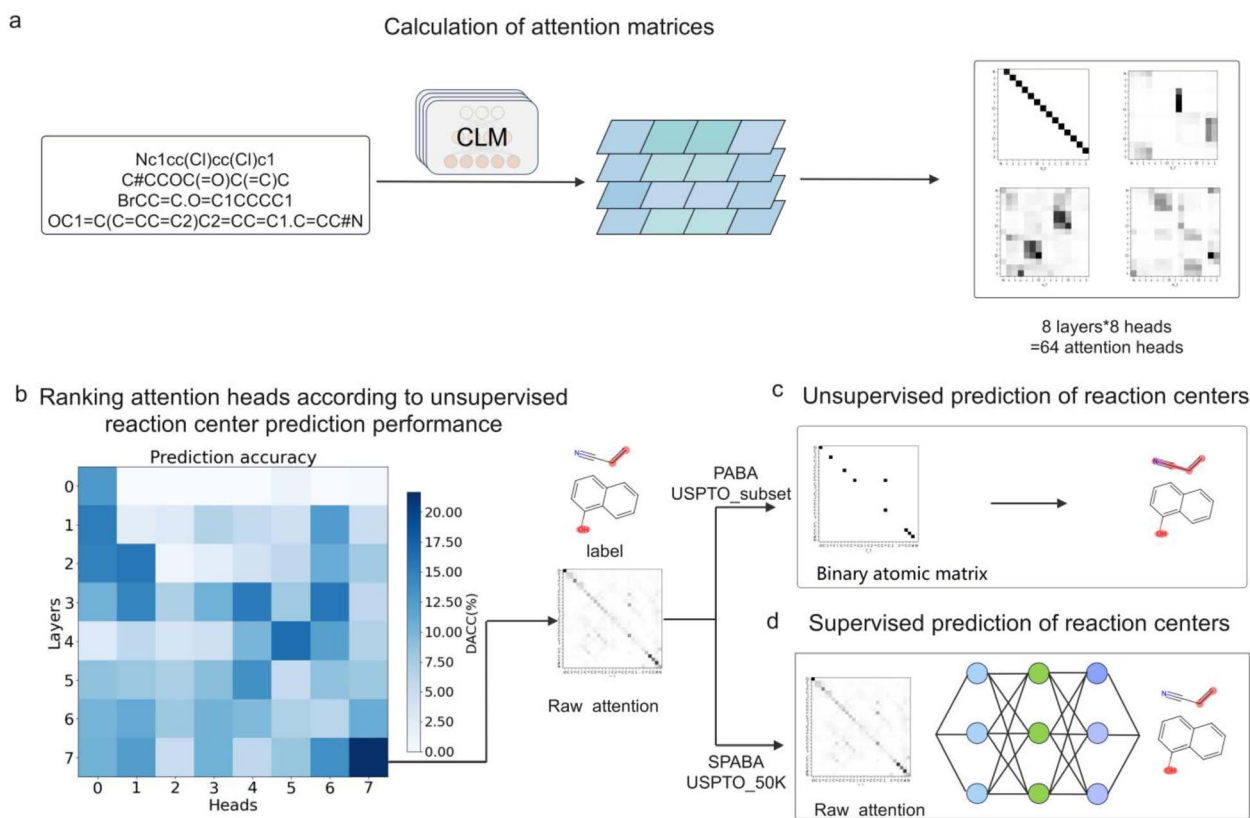 a
Calculation of attention matrices
CLM
Nc1cc(Cl)cc(Cl)c1
C#CCOC(=O)C(=C)C
BrCC=C.O=C1CCCC1
OC1=C(C=CC=C2)C2=CC=C1.C=CC#N
8 layers*8 heads
=64 attention heads
b Ranking attention heads according to unsupervised
reaction center prediction performance
Prediction accuracy
Layers
0
1
2
3
4
5
6
7
0 1 2 3 4 5 6 7
Heads
20.00
17.50
15.00
12.50
10.00
7.50
5.00
2.50
0.00
DACC(%)
N
OH
label
Raw attention
PABA
USPTO_subset
SPABA
USPTO_50K
c Unsupervised prediction of reaction centers
Binary atomic matrix
N
OH
d Supervised prediction of reaction centers
Raw attention
N
OH